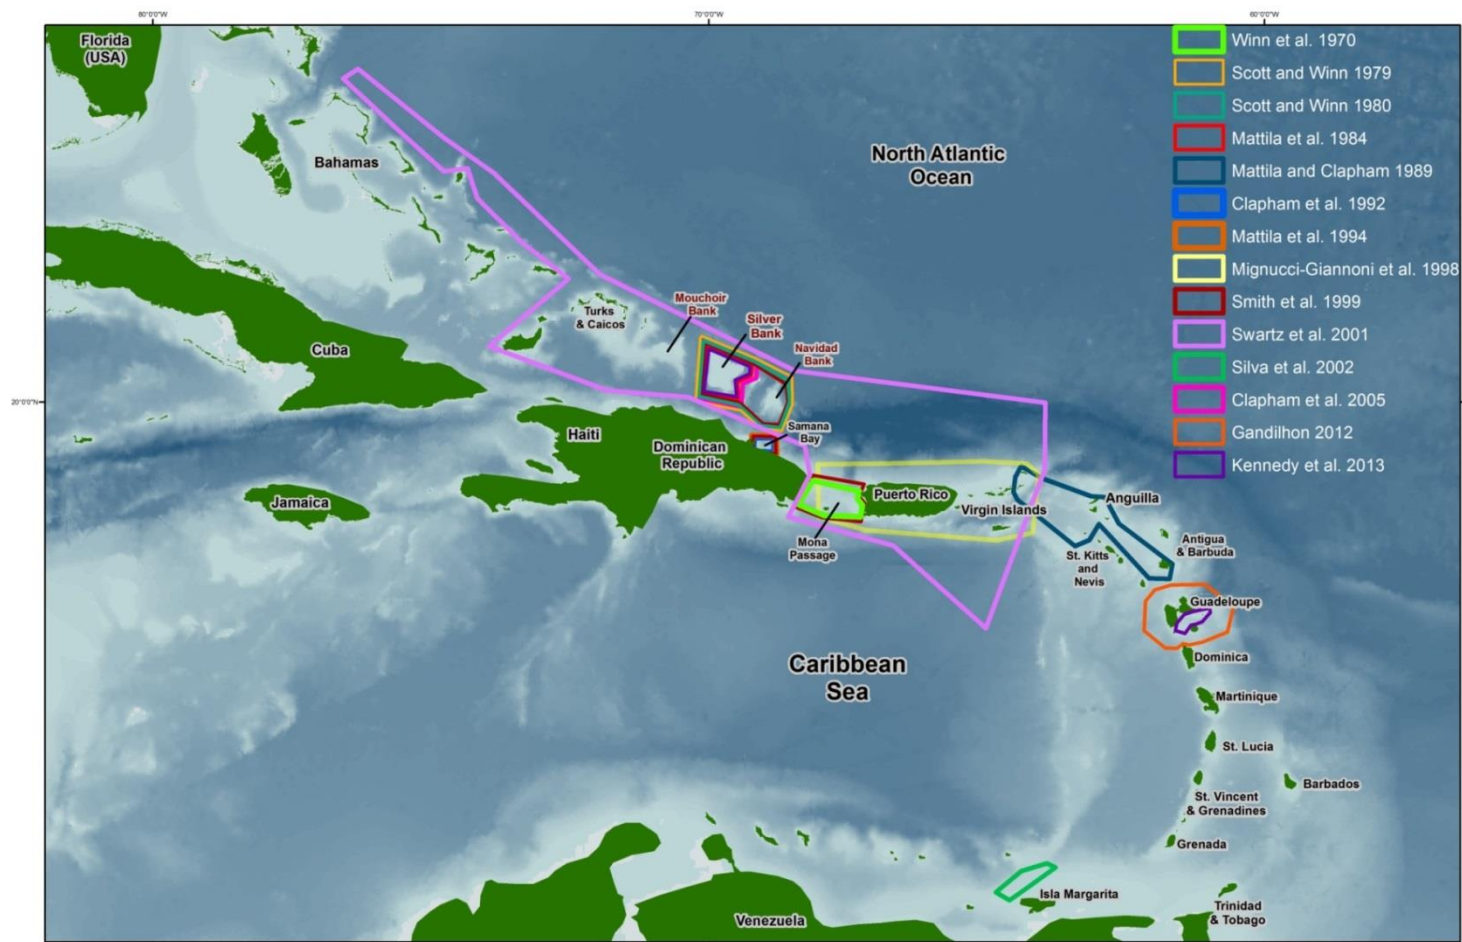 80°0'0"W
70°0'0"W
60°0'0"W
20°0'0"N
Florida
(USA)
Bahamas
North Atlantic
Ocean
Winn et al. 1970
Scott and Winn 1979
Scott and Winn 1980
Mattila et al. 1984
Mattila and Clapham 1989
Clapham et al. 1992
Mattila et al. 1994
Mignucci-Giannoni et al. 1998
Smith et al. 1999
Swartz et al. 2001
Silva et al. 2002
Clapham et al. 2005
Gandilhon 2012
Kennedy et al. 2013
Turks
& Caicos
Mouchoir
Bank
Silver
Bank
Navidad
Bank
Cuba
Haiti
Dominican
Republic
Samana
Bay
Jamaica
Puerto Rico
Virgin Islands
Anguilla
Mona
Passage
St. Kitts
and
Nevis
Antigua
& Barbuda
Guadeloupe
Dominica
Caribbean
Sea
Martinique
St. Lucia
Barbados
St. Vincent
& Grenadines
Grenada
Isla Margarita
Trinidad
& Tobago
Venezuela